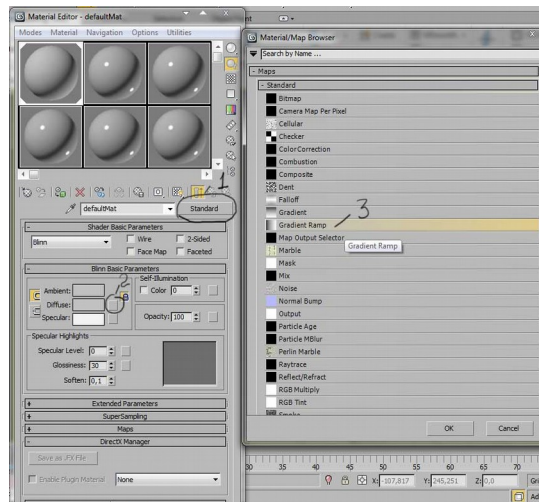 Material Editor - defaultMat
Modes Material Navigation Options Utilities
1
defaultMat
Standard
- Shader Basic Parameters
Blinn
Wire
2-Sided
Face Map
Faceted
- Blinn Basic Parameters
Self-Illumination
Ambient:
Color 0
2
Diffuse:
Specular:
Opacity: 100
Specular Highlights
Specular Level: 0
Glossiness: 30
Soften: 0,1
+ Extended Parameters
+ SuperSampling
+ Maps
- DirectX Manager
Save as .FX File
Enable Plugin Material None
Material/Map Browser
Search by Name ...
- Maps
- Standard
Bitmap
Camera Map Per Pixel
Cellular
Checker
ColorCorrection
Combustion
Composite
Dent
Falloff
Gradient
Gradient Ramp
3
Map Output Selector
Gradient Ramp
Marble
Mask
Mix
Noise
Normal Bump
Output
Particle Age
Particle MBlur
Perlin Marble
Raytrace
Reflect/Refract
RGB Multiply
RGB Tint
Smoke
OK
Cancel
30 35 40 45 50 55 60 65 70
X: -107,817 Y: 245,251 Z: 0,0 Gri
Ad